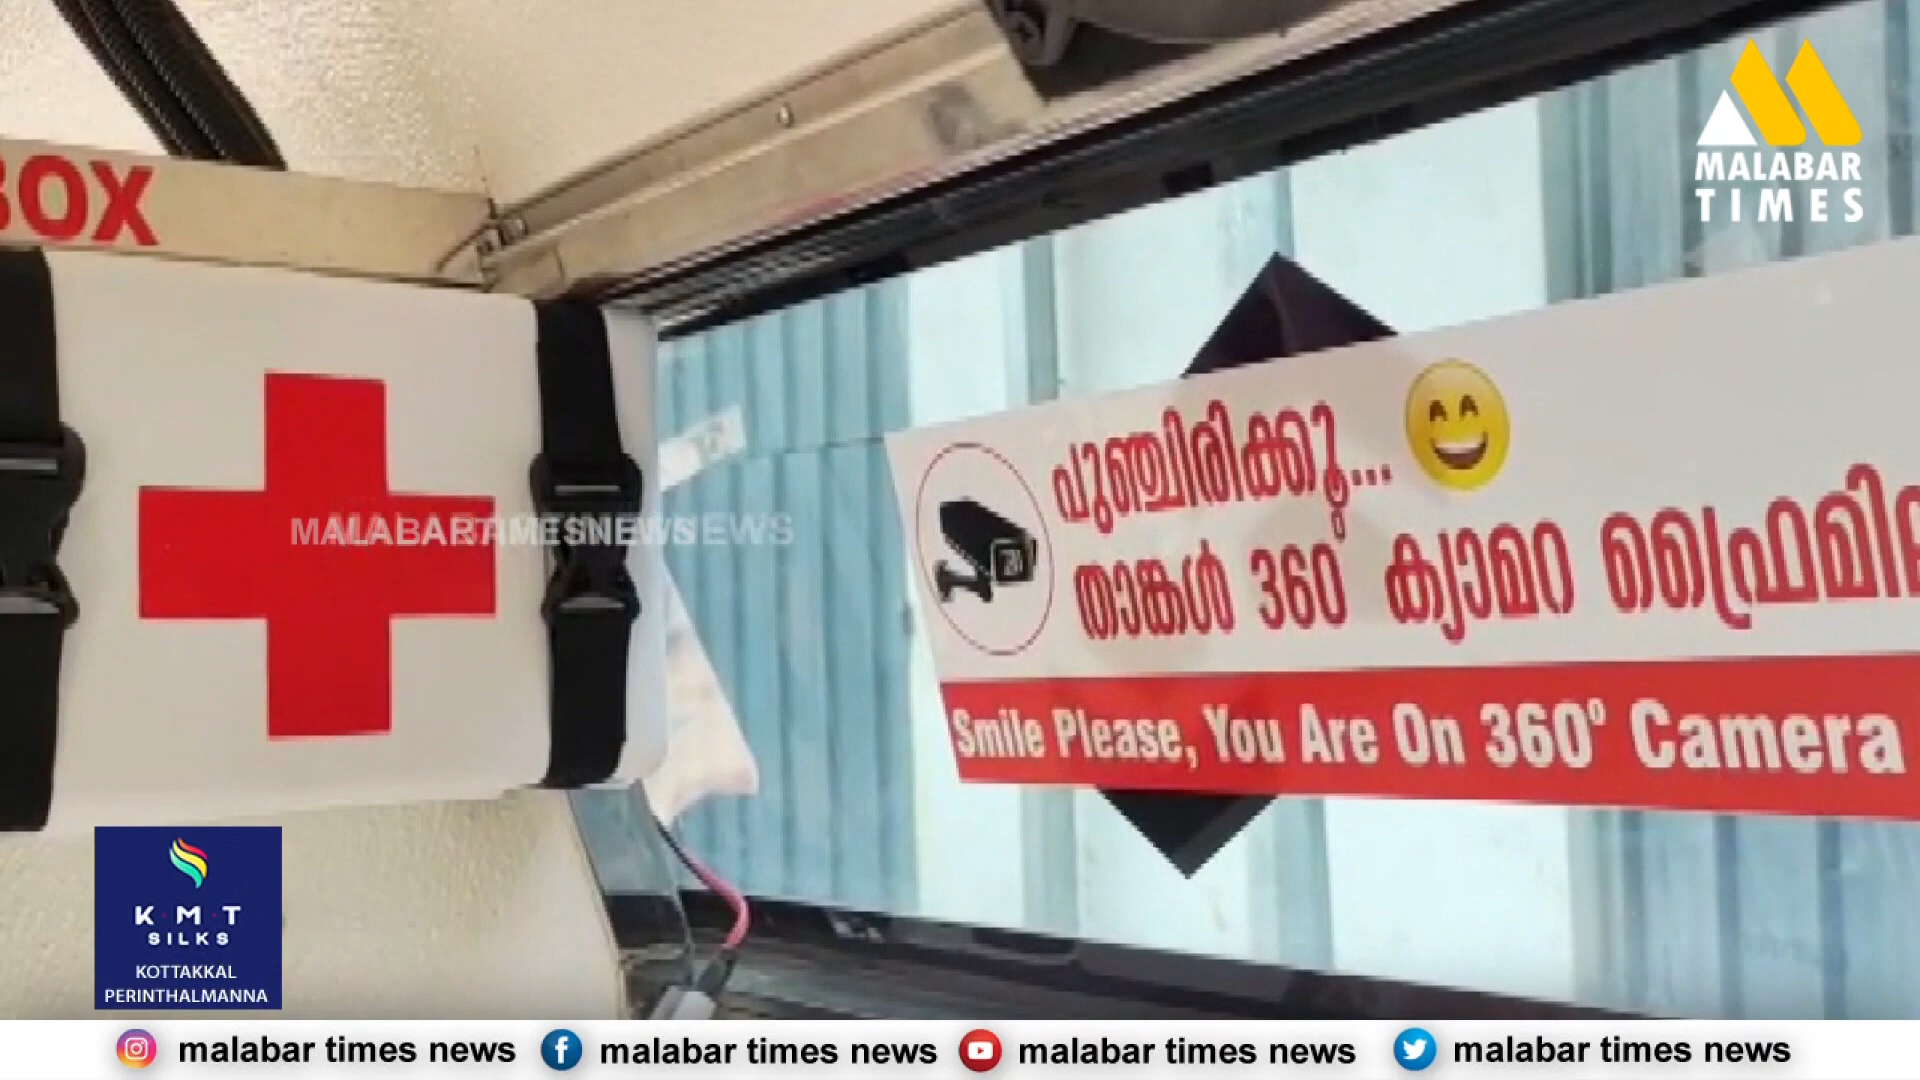 MALABAR
TIMES
BOX
പുഞ്ചിരിക്കൂ...
താങ്കൾ 360 ക്യാമറ ഫ്രൈമിൽ
Smile Please, You Are On 360° Camera
MALABARTIMESNEWS
K·M·T
SILKS
KOTTAKKAL
PERINTHALMANNA
malabar times news
malabar times news
malabar times news
malabar times news